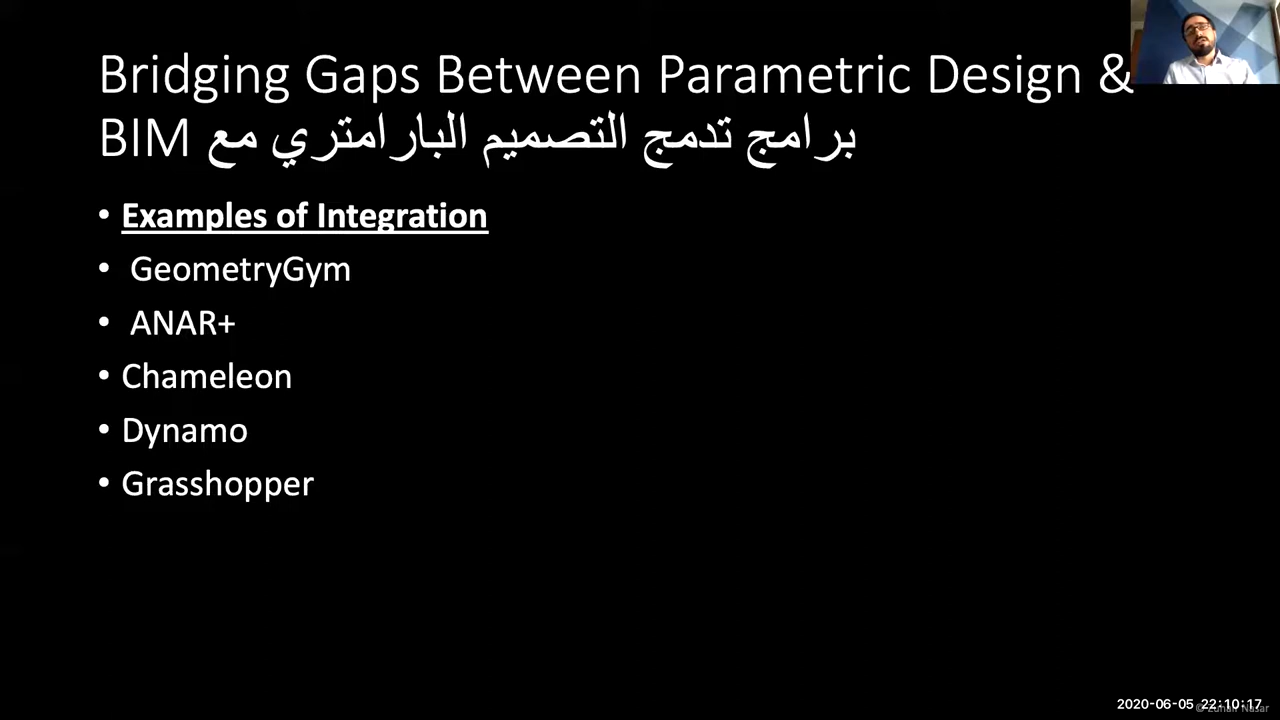 Bridging Gaps Between Parametric Design &
BIM برامج تدمج التصميم البارامتري مع
• Examples of Integration
• GeometryGym
• ANAR+
• Chameleon
• Dynamo
• Grasshopper
2020-06-05 22:10:17